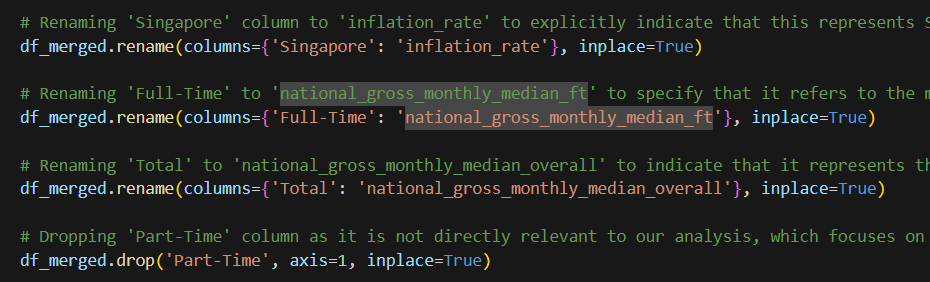 # Renaming 'Singapore' column to 'inflation_rate' to explicitly indicate that this represents
df_merged.rename(columns={'Singapore': 'inflation_rate'}, inplace=True)
# Renaming 'Full-Time' to 'national_gross_monthly_median_ft' to specify that it refers to the
df_merged.rename(columns={'Full-Time': 'national_gross_monthly_median_ft'}, inplace=True)
# Renaming 'Total' to 'national_gross_monthly_median_overall' to indicate that it represents
df_merged.rename(columns={'Total': 'national_gross_monthly_median_overall'}, inplace=True)
# Dropping 'Part-Time' column as it is not directly relevant to our analysis, which focuses on
df_merged.drop('Part-Time', axis=1, inplace=True)